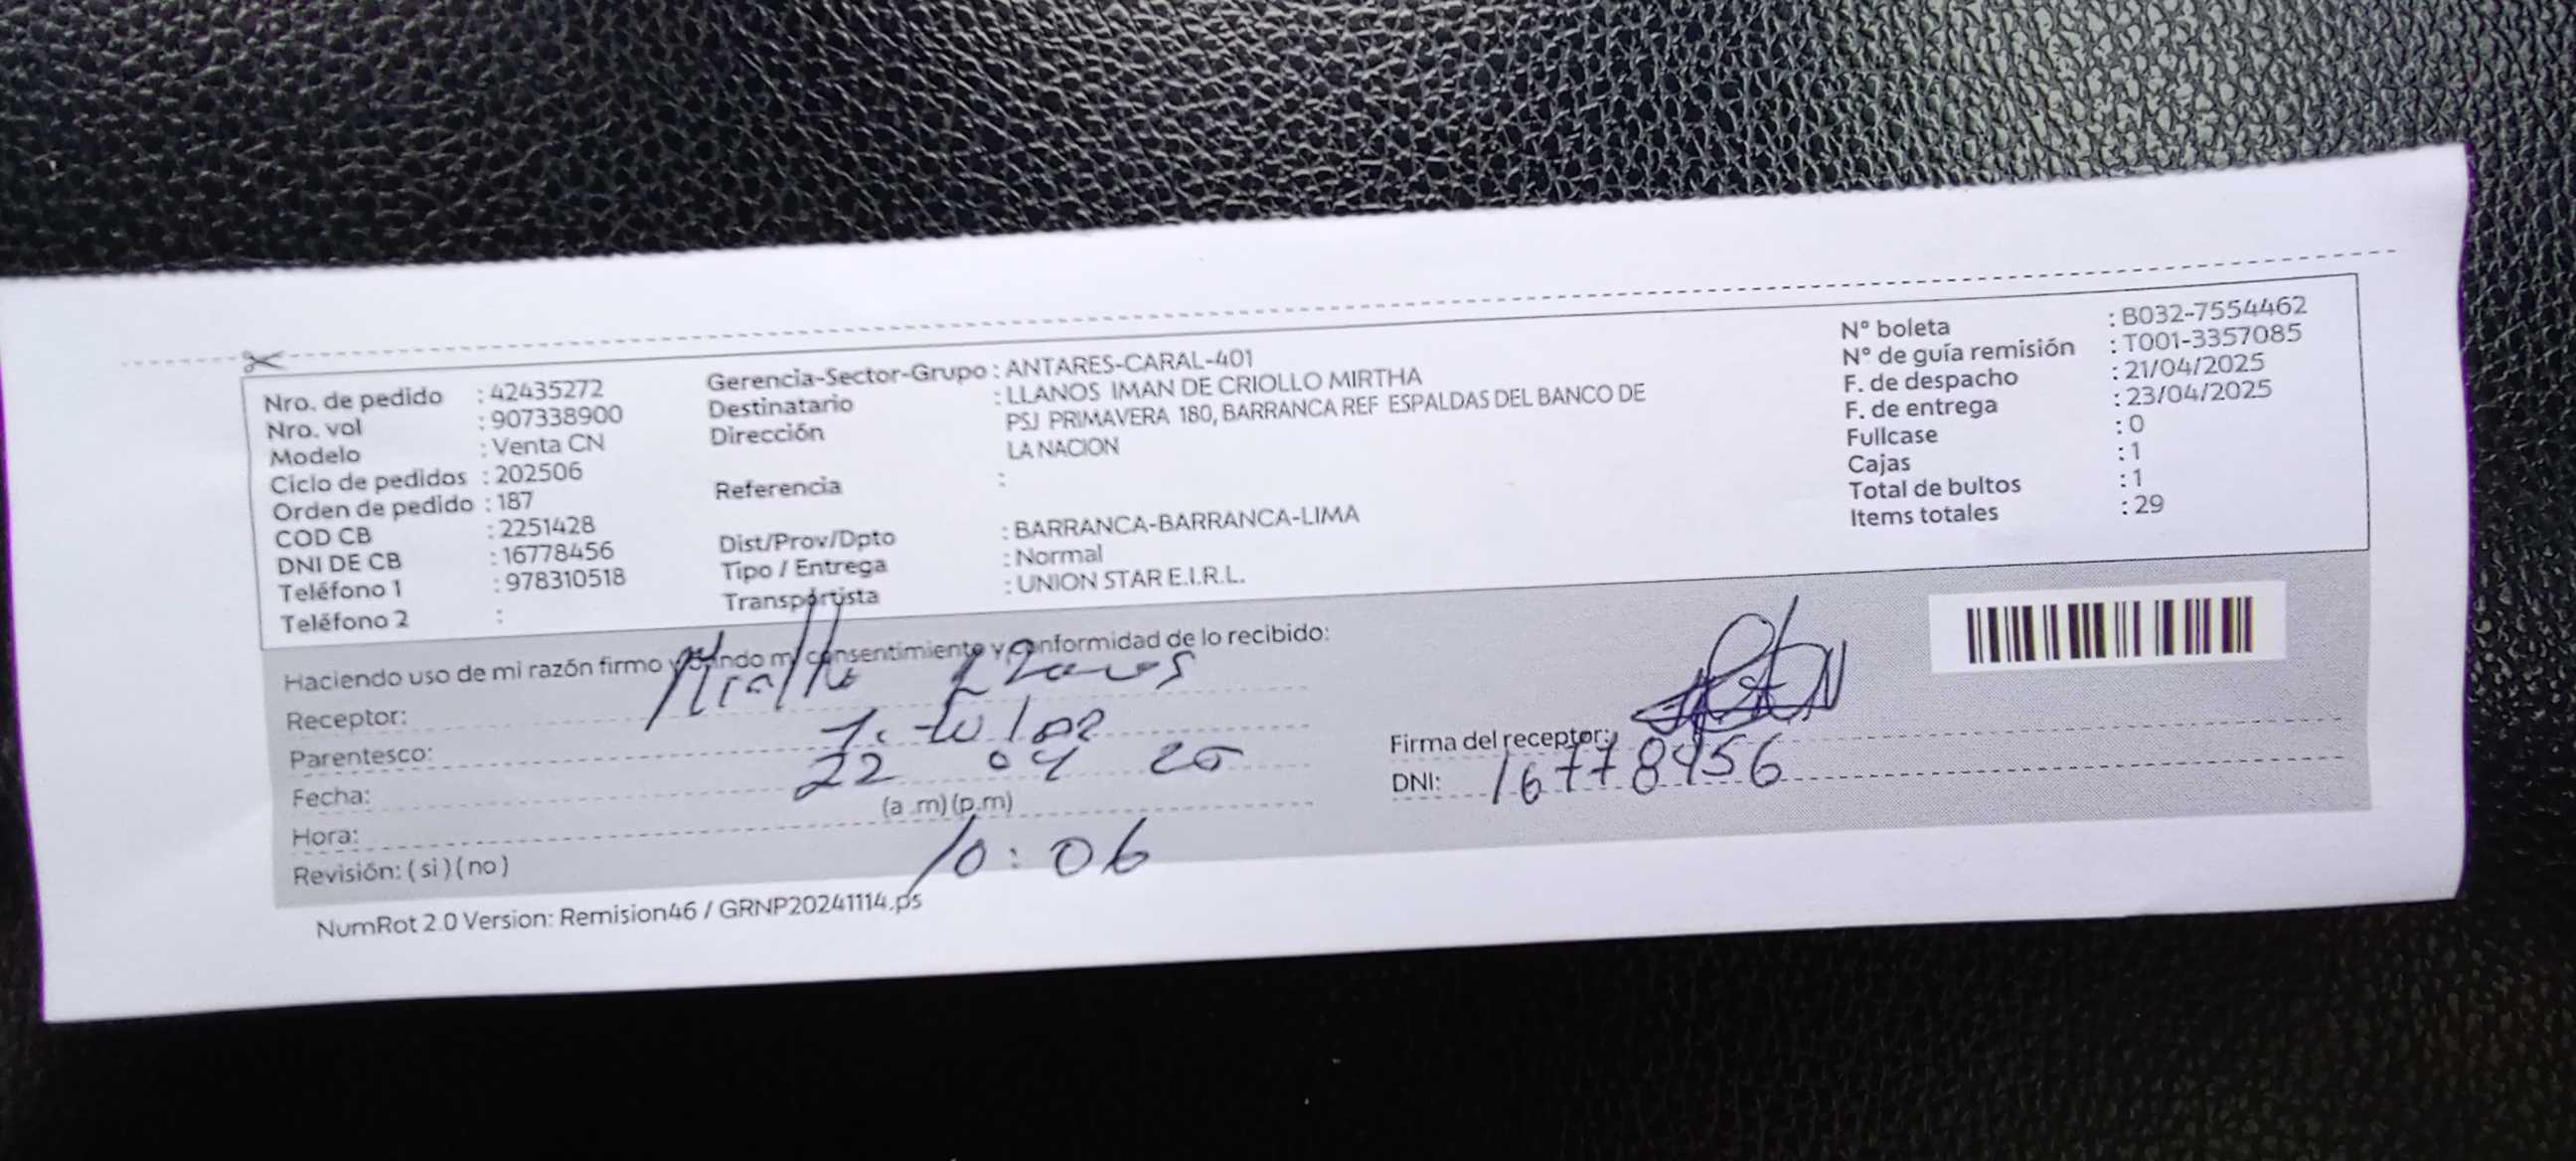 Nro. de pedido : 42435272
Nro. vol : 907338900
Modelo : Venta CN
Ciclo de pedidos : 202506
Orden de pedido : 187
COD CB : 2251428
DNI DE CB : 16778456
Teléfono 1 : 978310518
Teléfono 2 :
Gerencia-Sector-Grupo : ANTARES-CARAL-401
Destinatario : LLANOS IMAN DE CRIOLLO MIRTHA
Dirección PSJ PRIMAVERA 180, BARRANCA REF ESPALDAS DEL BANCO DE
LA NACION
Referencia :
Dist/Prov/Dpto : BARRANCA-BARRANCA-LIMA
Tipo / Entrega : Normal
Transportista : UNION STAR E.I.R.L.
N° boleta : B032-7554462
N° de guía remisión : T001-3357085
F. de despacho : 21/04/2025
F. de entrega : 23/04/2025
Fullcase : 0
Cajas : 1
Total de bultos : 1
Items totales : 29
Haciendo uso de mi razón firmo y dando mi consentimiento y conformidad de lo recibido:
Receptor: Mirtha Llanos
Parentesco:
Fecha: 22 04 25
Hora: (a .m) (p.m)
10:06
Revisión: ( si ) ( no )
Firma del receptor:
DNI: 16778456
NumRot 2.0 Version: Remision46 / GRNP20241114.ps